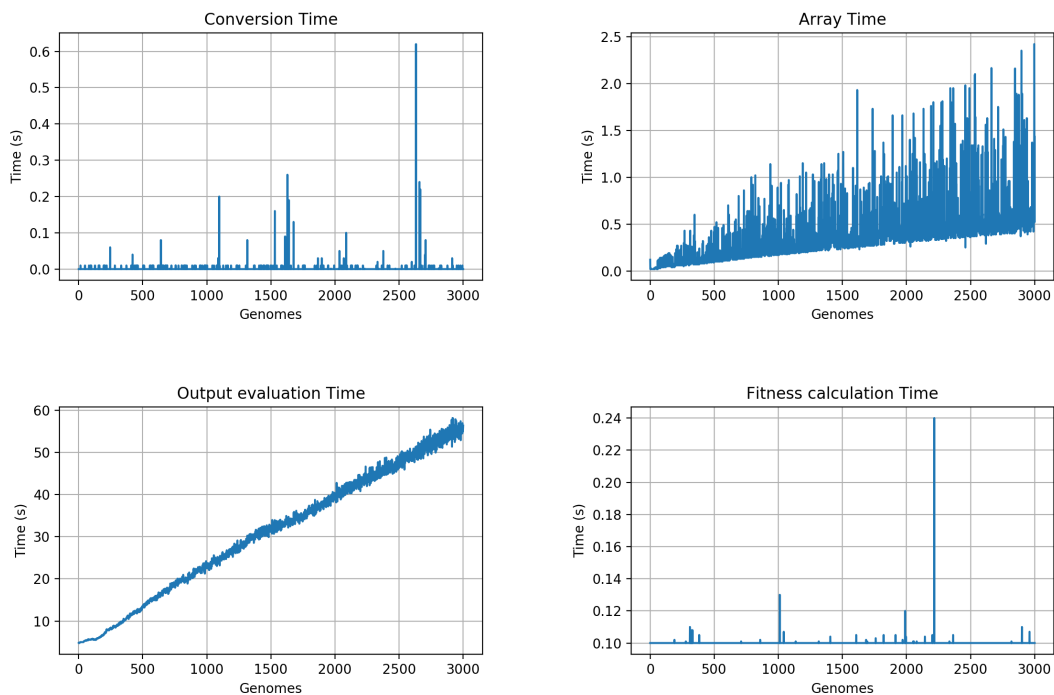 Conversion Time
0.6
0.5
0.4
0.3
0.2
0.1
0.0
Time (s)
0 500 1000 1500 2000 2500 3000
Genomes
Array Time
2.5
2.0
1.5
1.0
0.5
0.0
Time (s)
0 500 1000 1500 2000 2500 3000
Genomes
Output evaluation Time
60
50
40
30
20
10
Time (s)
0 500 1000 1500 2000 2500 3000
Genomes
Fitness calculation Time
0.24
0.22
0.20
0.18
0.16
0.14
0.12
0.10
Time (s)
0 500 1000 1500 2000 2500 3000
Genomes